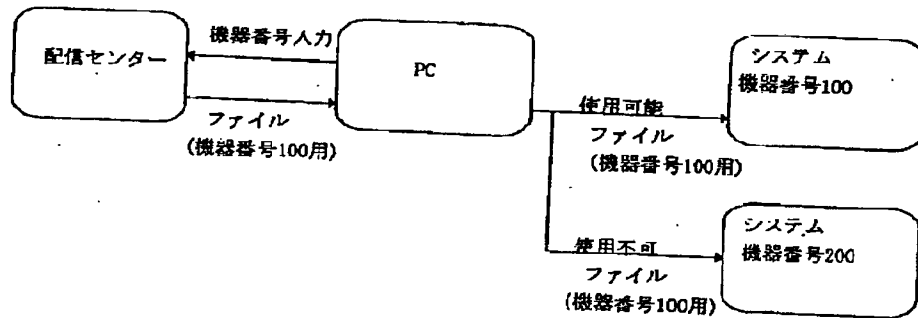 配信センター
機器番号入力
ファイル
(機器番号100用)
PC
使用可能
ファイル
(機器番号100用)
システム
機器番号100
使用不可
ファイル
(機器番号100用)
システム
機器番号200